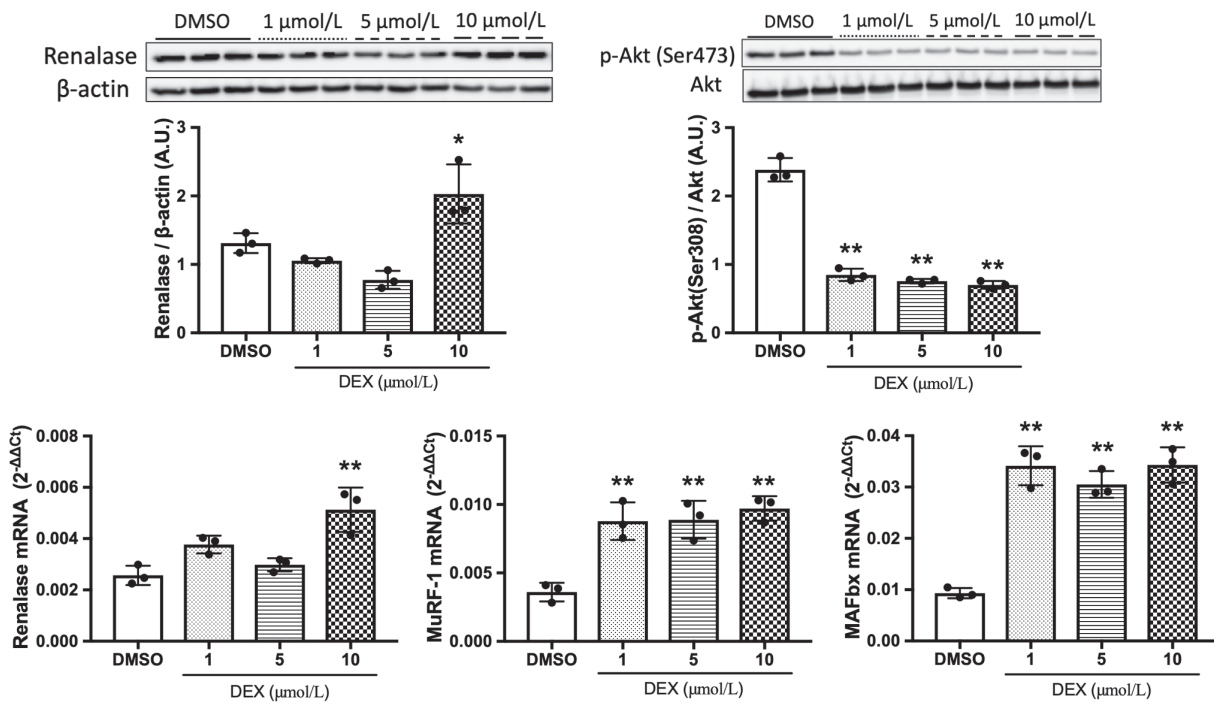 DMSO 1 μmol/L 5 μmol/L 10 μmol/L
Renalase
β-actin
Renalase / β-actin (A.U.)
3
2
1
0
*
DMSO 1 5 10
DEX (μmol/L)
DMSO 1 μmol/L 5 μmol/L 10 μmol/L
p-Akt (Ser473)
Akt
p-Akt(Ser308) / Akt (A.U.)
3
2
1
0
** ** **
DMSO 1 5 10
DEX (μmol/L)
Renalase mRNA (2-ΔΔCt)
0.008
0.006
0.004
0.002
0.000
**
DMSO 1 5 10
DEX (μmol/L)
MuRF-1 mRNA (2-ΔΔCt)
0.015
0.010
0.005
0.000
** ** **
DMSO 1 5 10
DEX (μmol/L)
MAFbx mRNA (2-ΔΔCt)
0.04
0.03
0.02
0.01
0.00
** ** **
DMSO 1 5 10
DEX (μmol/L)